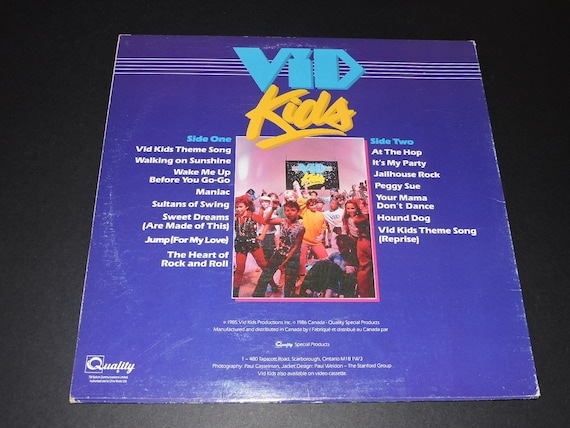 ViD
Kids
Side One
Vid Kids Theme Song
Walking on Sunshine
Wake Me Up
Before You Go-Go
Maniac
Sultans of Swing
Sweet Dreams
(Are Made of This)
Jump (For My Love)
The Heart of
Rock and Roll
ViD
Kids
Side Two
At The Hop
It's My Party
Jailhouse Rock
Peggy Sue
Your Mama
Don't Dance
Hound Dog
Vid Kids Theme Song
(Reprise)
℗ 1985, Vid Kids Productions Inc. © 1986 Canada - Quality Special Products
Manufactured and distributed in Canada by / Fabriqué et distribué au Canada par
Quality Special Products
1 – 480 Tapscott Road, Scarborough, Ontario M1B 1W3
Photography: Paul Casselman, Jacket Design: Paul Weldon – The Stanford Group
Vid Kids also available on video cassette.
Quality